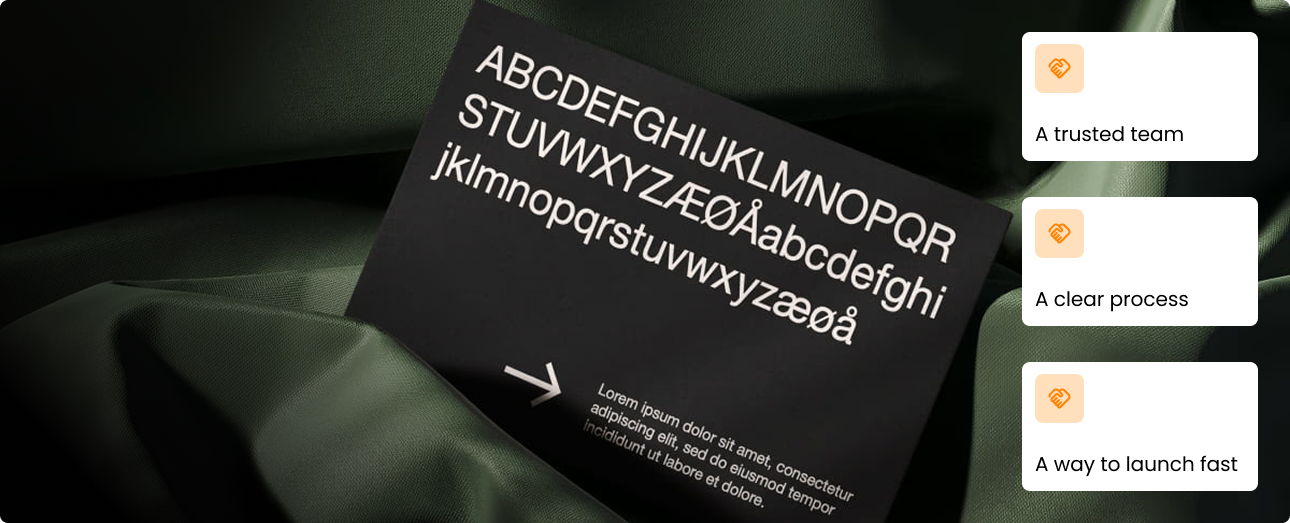 ABCDEFGHIJKLMNOPQR
STUVWXYZÆØÅabcdefghi
jklmnopqrstuvwxyzæøå
Lorem ipsum dolor sit amet, consectetur
adipiscing elit, sed do eiusmod tempor
incididunt ut labore et dolore.
A trusted team
A clear process
A way to launch fast